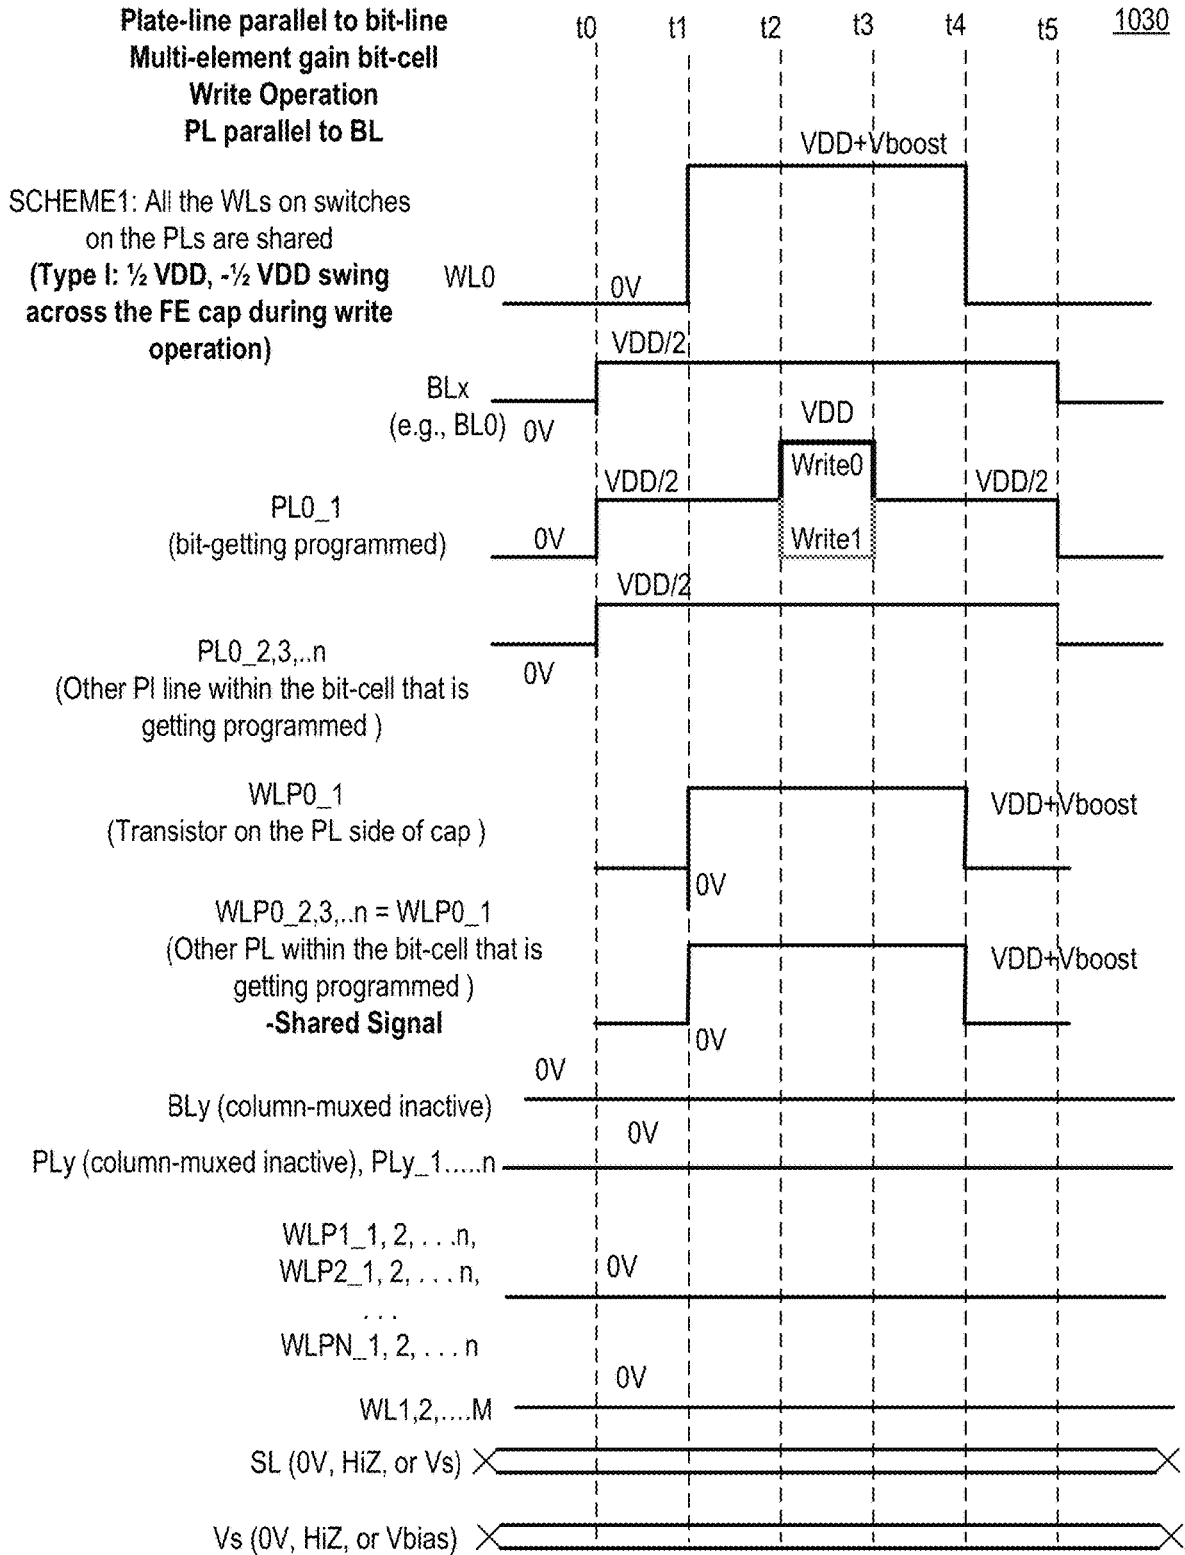 Plate-line parallel to bit-line
Multi-element gain bit-cell
Write Operation
PL parallel to BL
t0 t1 t2 t3 t4 t5 1030
VDD+Vboost
SCHEME1: All the WLs on switches
on the PLs are shared
(Type I: ½ VDD, -½ VDD swing
across the FE cap during write
operation)
WL0
0V
VDD/2
BLx
(e.g., BL0)
0V
VDD
Write0
VDD/2
VDD/2
PL0_1
(bit-getting programmed)
0V
Write1
VDD/2
PL0_2,3,..n
(Other Pl line within the bit-cell that is
getting programmed )
0V
WLP0_1
(Transistor on the PL side of cap )
VDD+Vboost
0V
WLP0_2,3,..n = WLP0_1
(Other PL within the bit-cell that is
getting programmed )
-Shared Signal
VDD+Vboost
0V
0V
BLy (column-muxed inactive)
0V
PLy (column-muxed inactive), PLy_1.....n
WLP1_1, 2, . . .n,
WLP2_1, 2, . . . n,
. . .
WLPN_1, 2, . . . n
0V
0V
WL1,2,....M
SL (0V, HiZ, or Vs)
Vs (0V, HiZ, or Vbias)